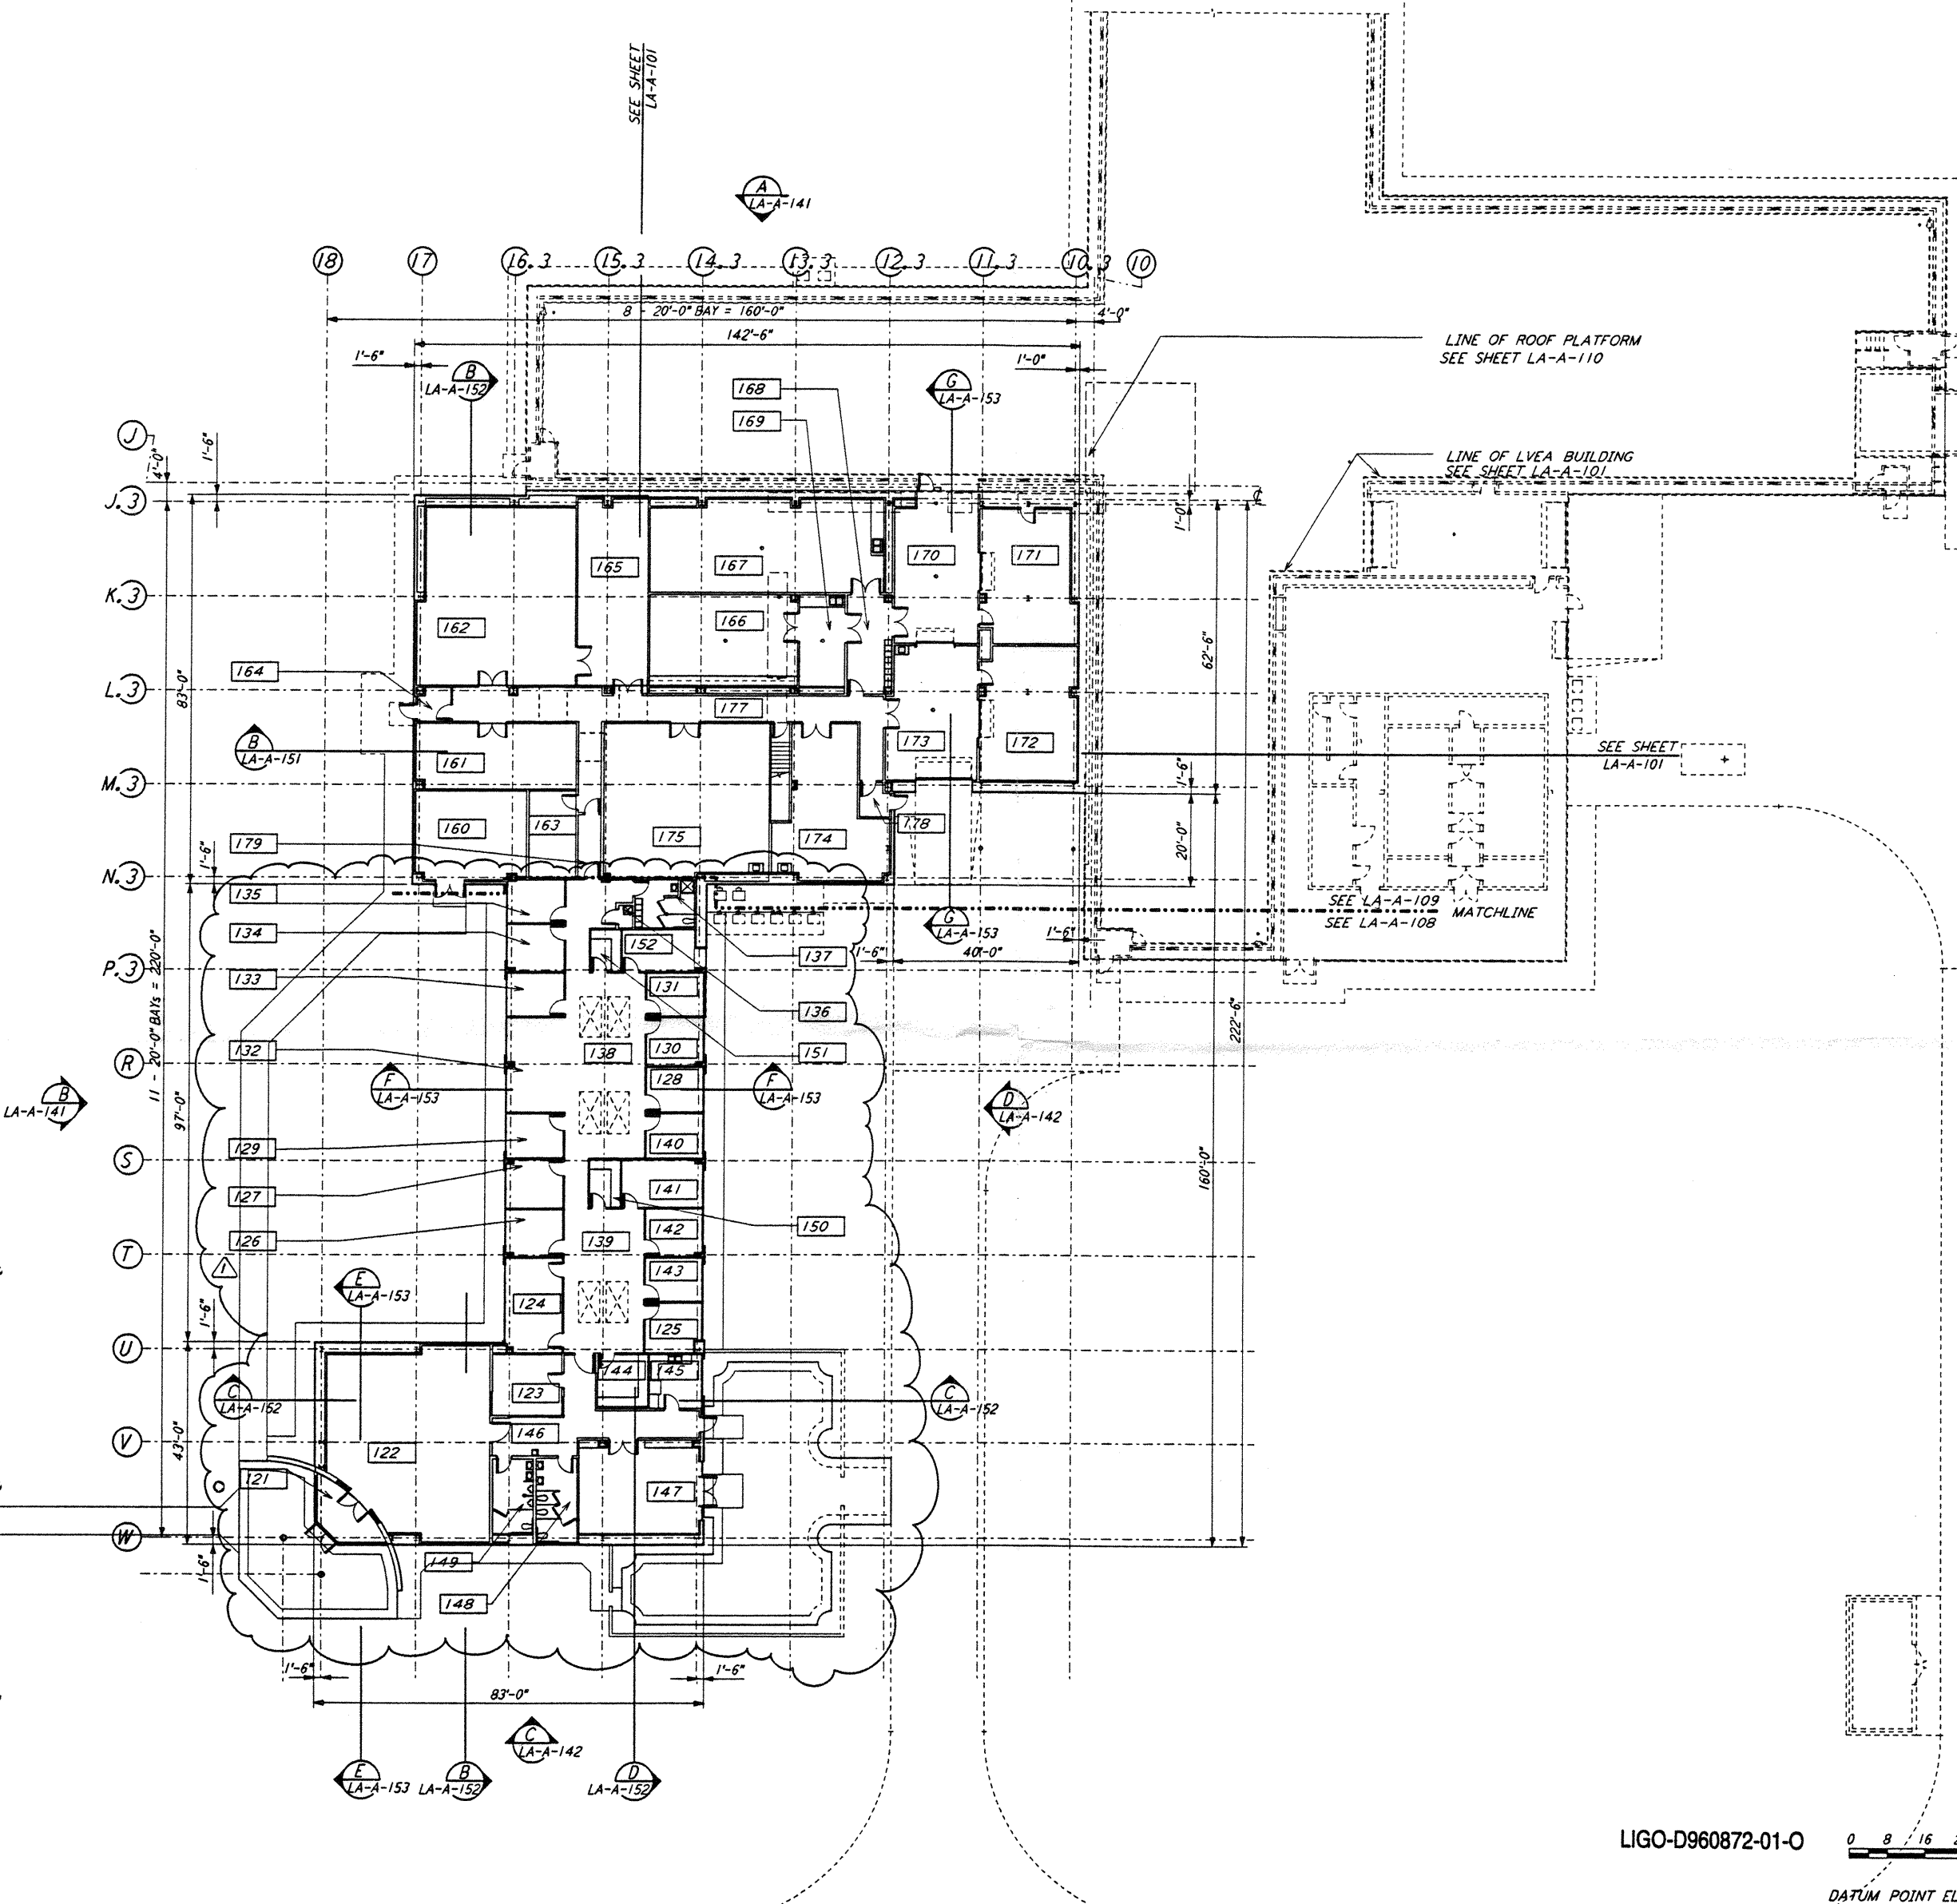 SEE SHEET
LA-A-101
A
LA-A-141
18
17
16.3
15.3
14.3
13.3
12.3
11.3
10.3
10
8 - 20'-0" BAY = 160'-0"
4'-0"
142'-6"
1'-6"
1'-0"
LINE OF ROOF PLATFORM
SEE SHEET LA-A-110
B
LA-A-152
168
G
LA-A-153
169
J
1'-6"
4'-0"
LINE OF LVEA BUILDING
SEE SHEET LA-A-101
J.3
1'-0"
170
171
167
165
K.3
166
162
62'-6"
164
83'-0"
L.3
177
173
172
B
LA-A-151
161
SEE SHEET
LA-A-101
M.3
1'-6"
160
163
175
174
178
179
20'-0"
1'-6"
N.3
135
SEE LA-A-109
MATCHLINE
SEE LA-A-108
G
LA-A-153
134
152
137
1'-6"
1'-6"
40'-0"
P.3
133
131
136
11 - 20'-0" BAYs = 220'-0"
132
138
130
151
222'-6"
R
128
F
LA-A-153
F
LA-A-153
B
LA-A-141
D
LA-A-142
97'-0"
129
140
S
160'-0"
127
141
126
142
150
139
T
1
143
E
LA-A-153
124
125
1'-6"
U
123
144
145
C
LA-A-152
C
LA-A-152
146
V
43'-0"
122
121
147
W
1'-6"
149
148
1'-6"
1'-6"
83'-0"
C
LA-A-142
E
LA-A-153
B
LA-A-152
D
LA-A-152
LIGO-D960872-01-O
0 8 16
DATUM POINT